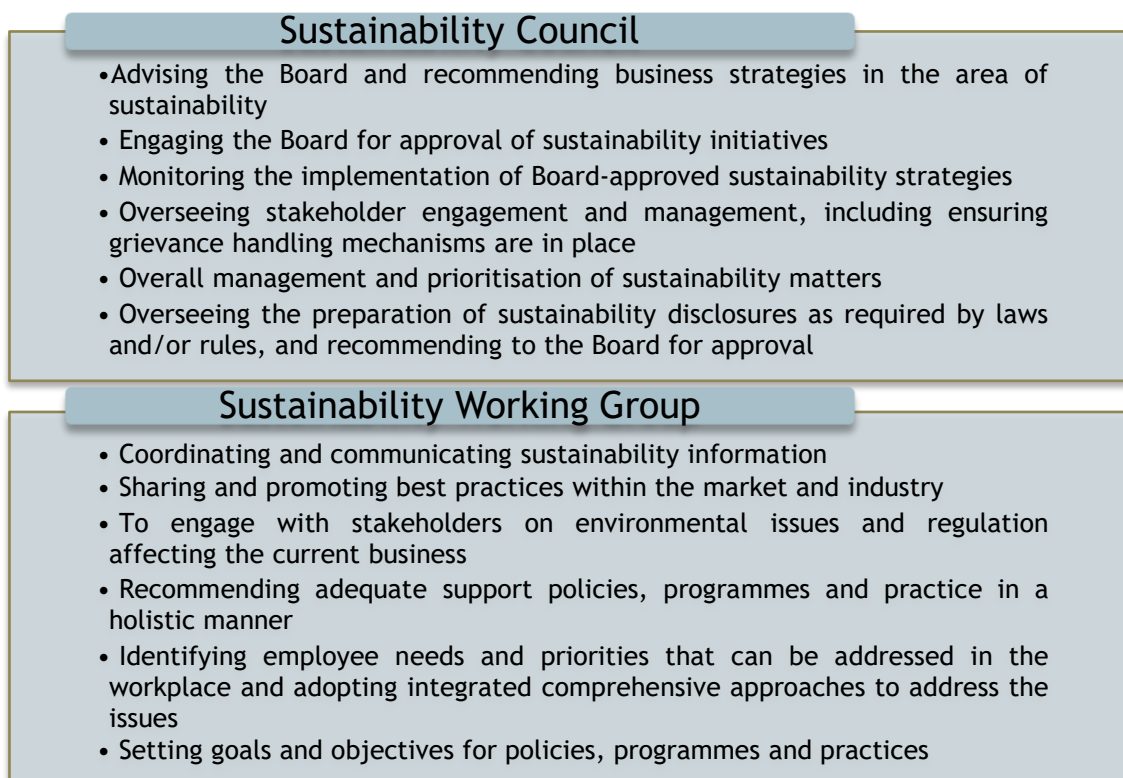 Sustainability Council
•Advising the Board and recommending business strategies in the area of
sustainability
• Engaging the Board for approval of sustainability initiatives
• Monitoring the implementation of Board-approved sustainability strategies
• Overseeing stakeholder engagement and management, including ensuring
grievance handling mechanisms are in place
• Overall management and prioritisation of sustainability matters
• Overseeing the preparation of sustainability disclosures as required by laws
and/or rules, and recommending to the Board for approval
Sustainability Working Group
• Coordinating and communicating sustainability information
• Sharing and promoting best practices within the market and industry
• To engage with stakeholders on environmental issues and regulation
affecting the current business
• Recommending adequate support policies, programmes and practice in a
holistic manner
• Identifying employee needs and priorities that can be addressed in the
workplace and adopting integrated comprehensive approaches to address the
issues
• Setting goals and objectives for policies, programmes and practices